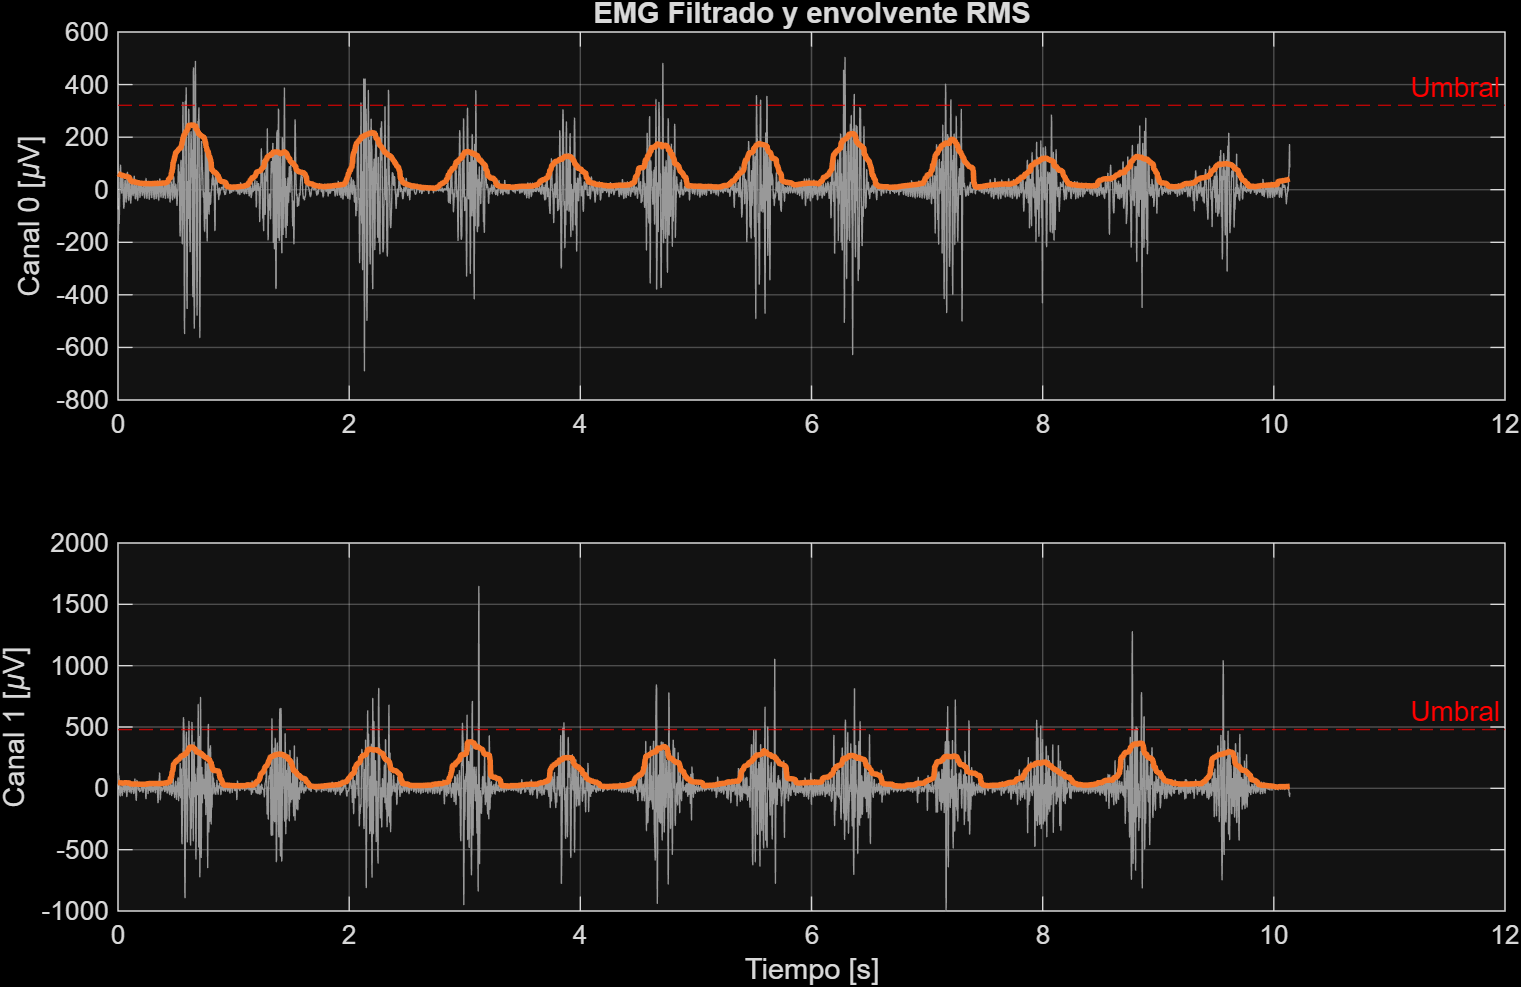 EMG Filtrado y envolvente RMS
600
400
200
0
-200
-400
-600
-800
Canal 0 [µV]
Umbral
0 2 4 6 8 10 12
2000
1500
1000
500
0
-500
-1000
Canal 1 [µV]
Umbral
0 2 4 6 8 10 12
Tiempo [s]